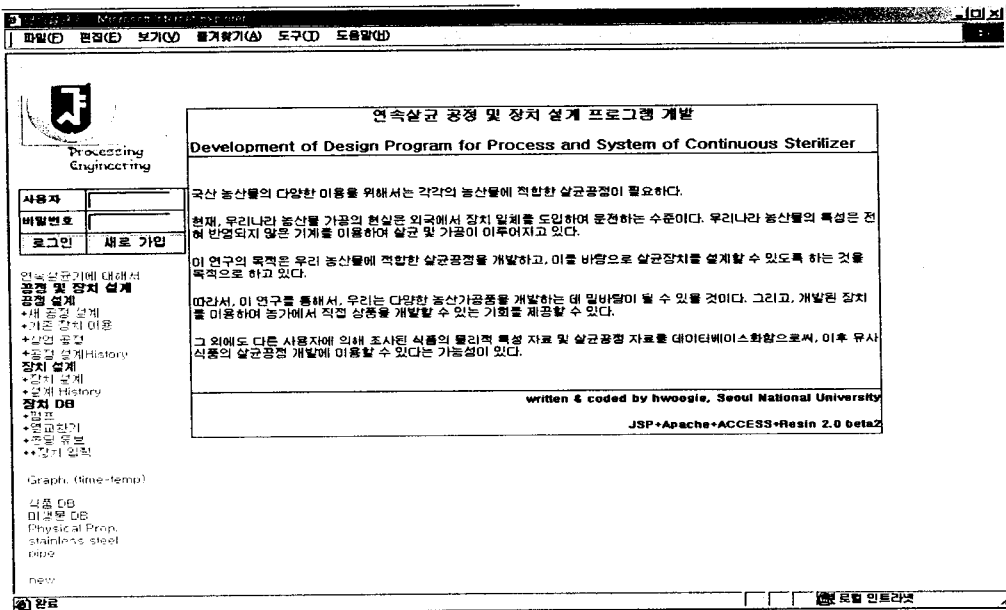 Microsoft Internet Explorer
파일(F) 편집(E) 보기(V) 즐겨찾기(A) 도구(T) 도움말(H)
Processing
Engineering
사용자
비밀번호
로그인 새로 가입
연속살균기에 대해서
공정 및 장치 설계
공정 설계
+새 공정 설계
+기존 장치 이용
+상업 공정
+공정 설계History
장치 설계
+장치 설계
+설계 History
장치 DB
+펌프
+열교환기
+홀딩 튜브
++장치 입력
Graph. (time-temp)
식품 DB
미생물 DB
Physical Prop.
stainless steel
pipe
new
연속살균 공정 및 장치 설계 프로그램 개발
Development of Design Program for Process and System of Continuous Sterilizer
국산 농산물의 다양한 이용을 위해서는 각각의 농산물에 적합한 살균공정이 필요하다.
현재, 우리나라 농산물 가공의 현실은 외국에서 장치 일체를 도입하여 운전하는 수준이다. 우리나라 농산물의 특성은 전
혀 반영되지 않은 기계를 이용하여 살균 및 가공이 이루어지고 있다.
이 연구의 목적은 우리 농산물에 적합한 살균공정을 개발하고, 이를 바탕으로 살균장치를 설계할 수 있도록 하는 것을
목적으로 하고 있다.
따라서, 이 연구를 통해서, 우리는 다양한 농산가공품을 개발하는 데 밑바탕이 될 수 있을 것이다. 그리고, 개발된 장치
를 이용하여 농가에서 직접 상품을 개발할 수 있는 기회를 제공할 수 있다.
그 외에도 다른 사용자에 의해 조사된 식품의 물리적 특성 자료 및 살균공정 자료를 데이터베이스화함으로써, 이후 유사
식품의 살균공정 개발에 이용할 수 있다는 가능성이 있다.
written & coded by hwoogie, Seoul National University
JSP+Apache+ACCESS+Resin 2.0 beta2
완료
로컬 인트라넷